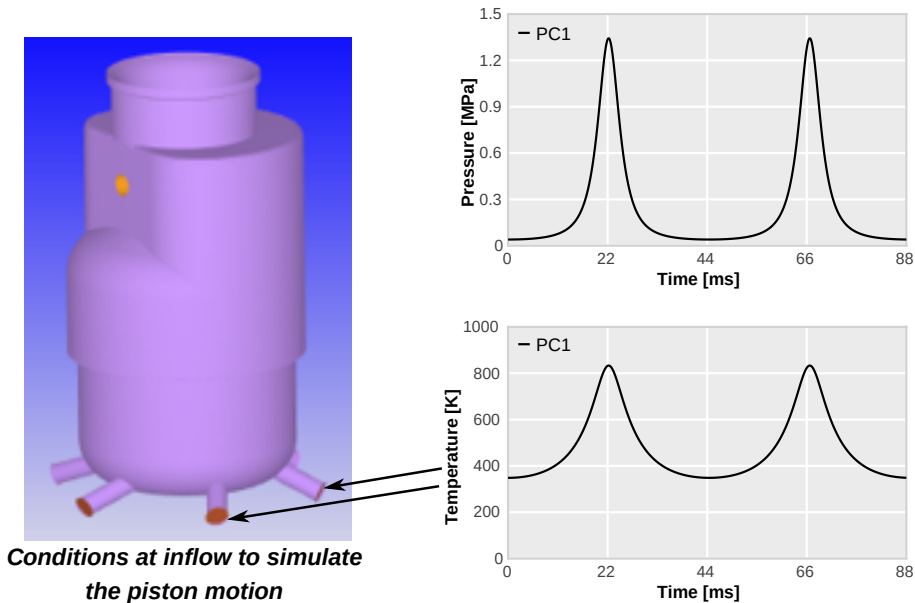 1.5
PC1
1.2
0.9
0.6
0.3
0
Pressure [MPa]
0 22 44 66 88
Time [ms]
1000
PC1
800
600
400
200
0
Temperature [K]
0 22 44 66 88
Time [ms]
Conditions at inflow to simulate
the piston motion